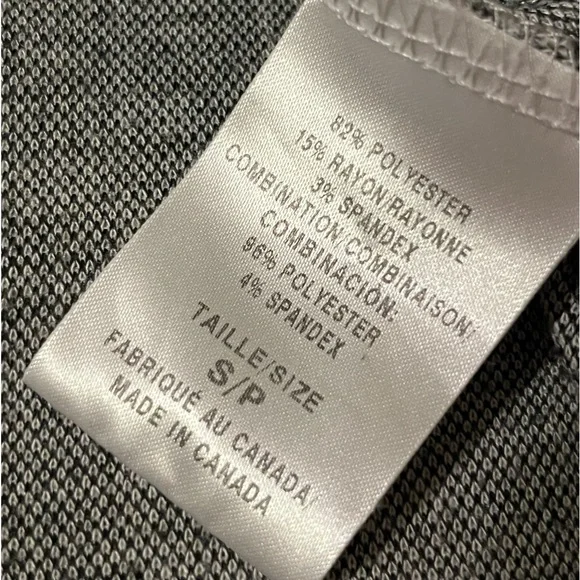 82% POLYESTER
15% RAYON/RAYONNE
3% SPANDEX
COMBINATION/COMBINAISON/
COMBINACIÓN:
96% POLYESTER
4% SPANDEX
TAILLE/SIZE
S/P
FABRIQUÉ AU CANADA/
MADE IN CANADA